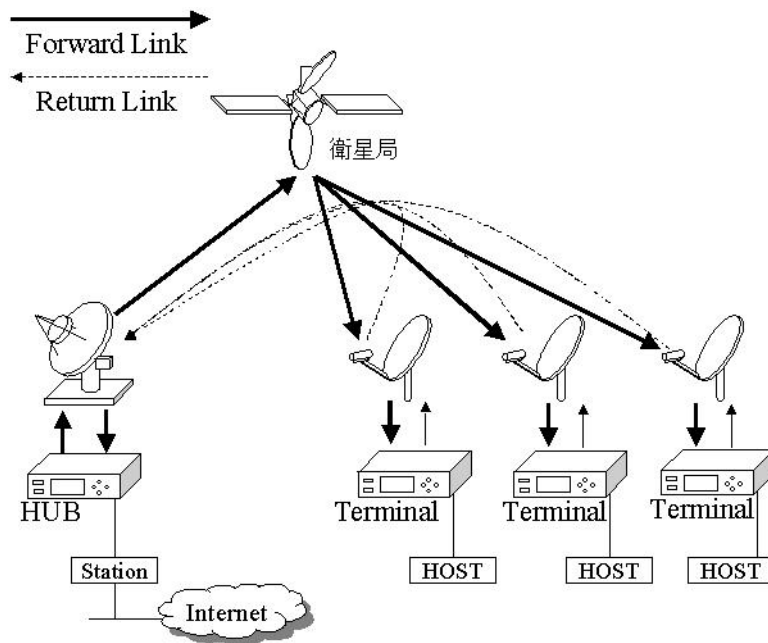 Forward Link
Return Link
衛星局
HUB
Terminal
Terminal
Terminal
Station
HOST
HOST
HOST
Internet